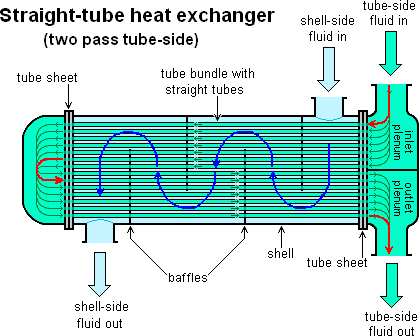 Straight-tube heat exchanger
(two pass tube-side)
tube-side
fluid in
shell-side
fluid in
tube sheet
tube bundle with
straight tubes
inlet
plenum
outlet
plenum
baffles
shell
tube sheet
shell-side
fluid out
tube-side
fluid out